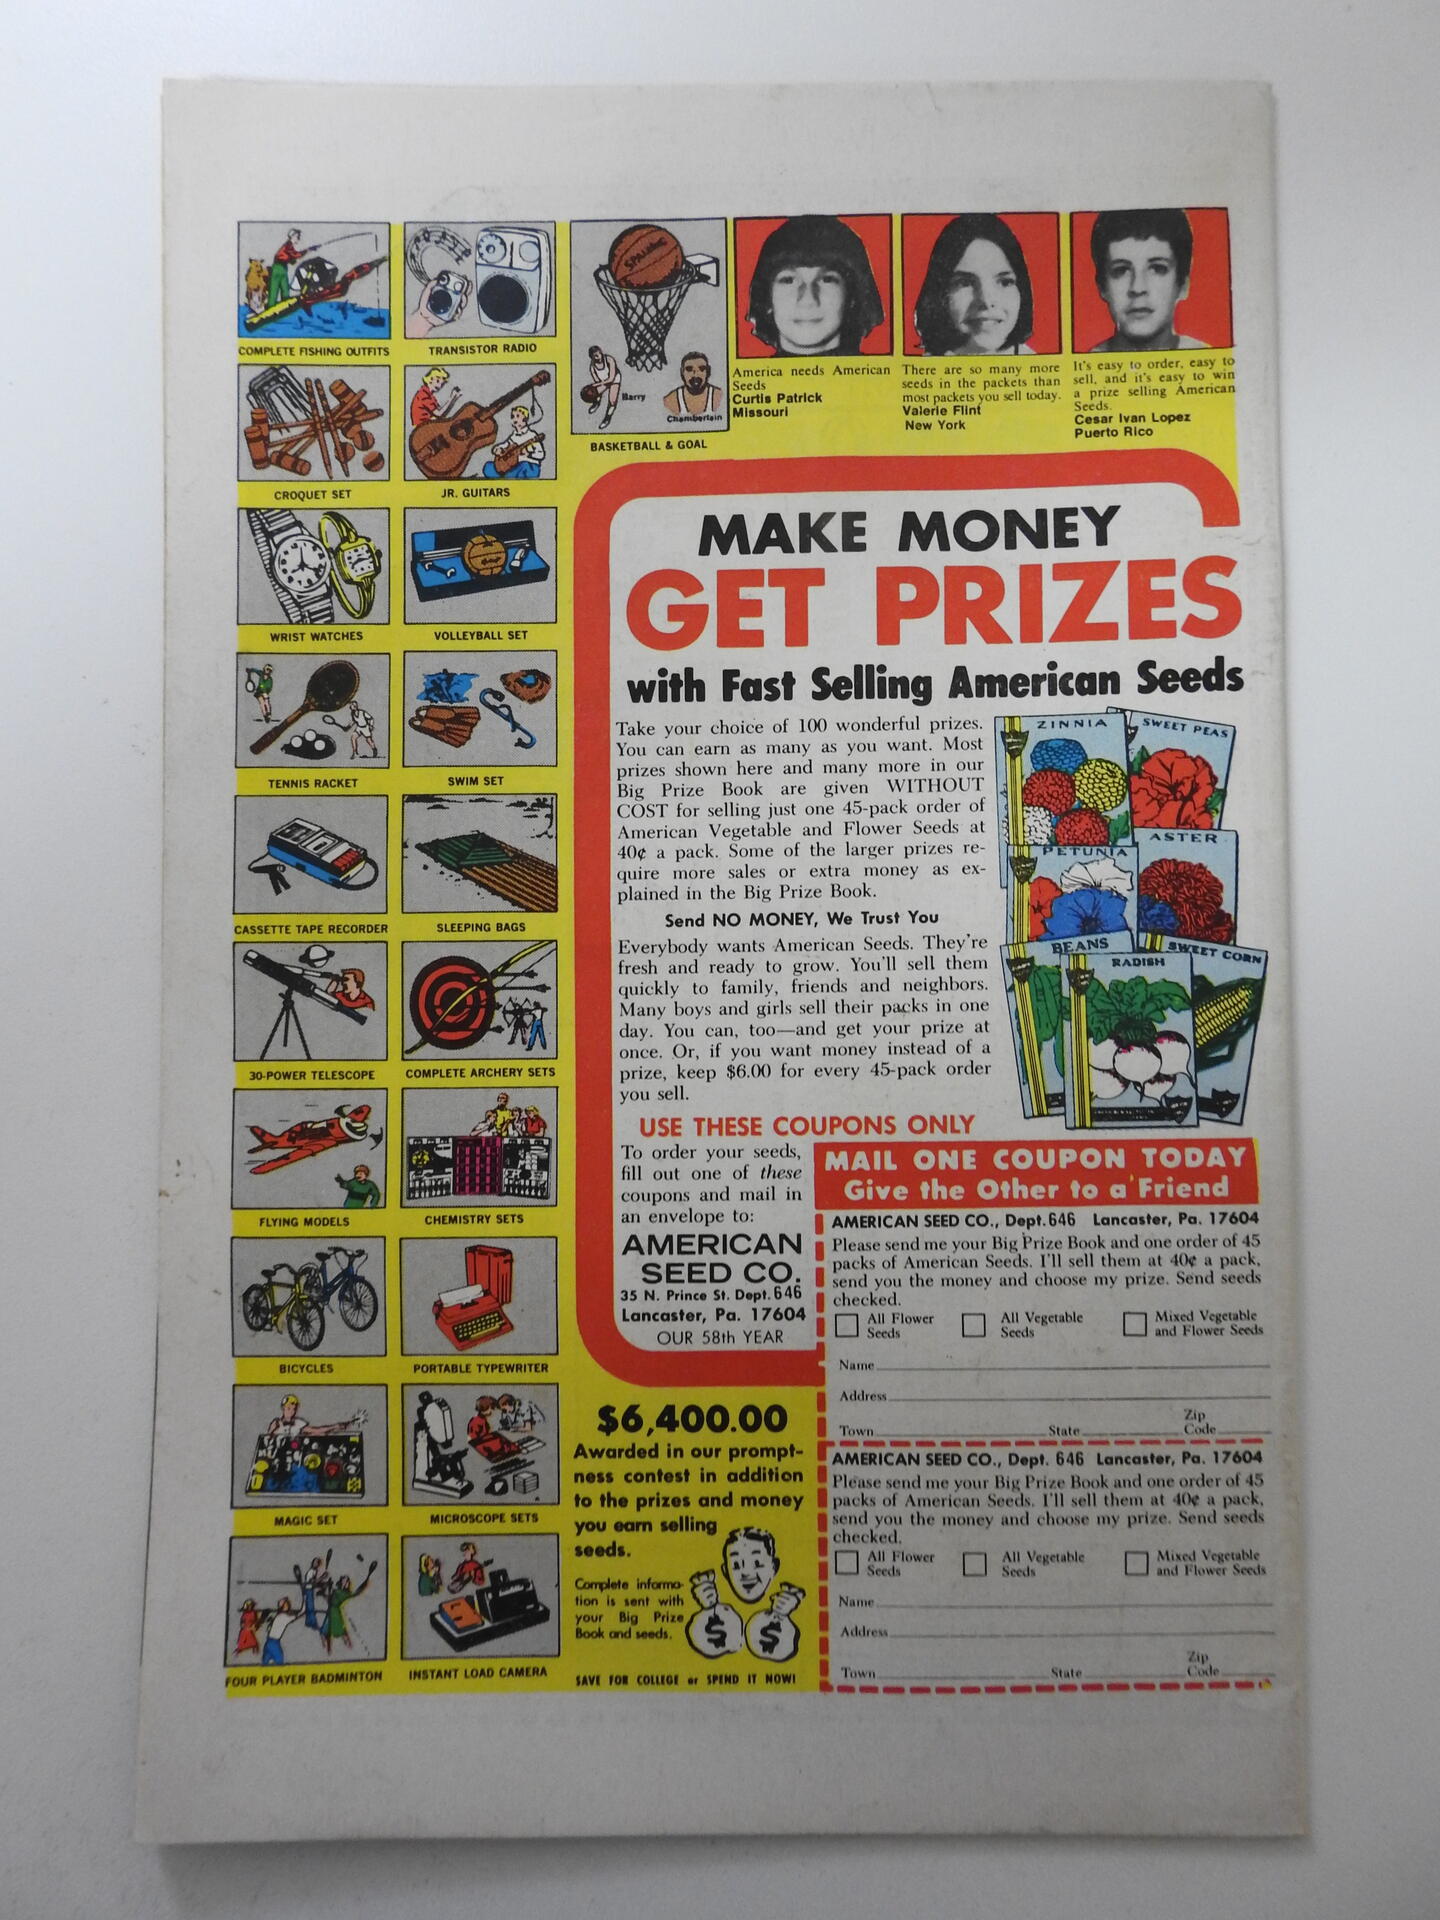 COMPLETE FISHING OUTFITS
TRANSISTOR RADIO
CROQUET SET
JR. GUITARS
WRIST WATCHES
VOLLEYBALL SET
TENNIS RACKET
SWIM SET
CASSETTE TAPE RECORDER
SLEEPING BAGS
30-POWER TELESCOPE
COMPLETE ARCHERY SETS
FLYING MODELS
CHEMISTRY SETS
BICYCLES
PORTABLE TYPEWRITER
MAGIC SET
MICROSCOPE SETS
FOUR PLAYER BADMINTON
INSTANT LOAD CAMERA
SPALDING
Barry
Chamberlain
BASKETBALL & GOAL
America needs American
Seeds
Curtis Patrick
Missouri
There are so many more
seeds in the packets than
most packets you sell today.
Valerie Flint
New York
It's easy to order, easy to
sell, and it's easy to win
a prize selling American
Seeds.
Cesar Ivan Lopez
Puerto Rico
MAKE MONEY
GET PRIZES
with Fast Selling American Seeds
Take your choice of 100 wonderful prizes.
You can earn as many as you want. Most
prizes shown here and many more in our
Big Prize Book are given WITHOUT
COST for selling just one 45-pack order of
American Vegetable and Flower Seeds at
40¢ a pack. Some of the larger prizes re-
quire more sales or extra money as ex-
plained in the Big Prize Book.
Send NO MONEY, We Trust You
Everybody wants American Seeds. They're
fresh and ready to grow. You'll sell them
quickly to family, friends and neighbors.
Many boys and girls sell their packs in one
day. You can, too—and get your prize at
once. Or, if you want money instead of a
prize, keep $6.00 for every 45-pack order
you sell.
ZINNIA
SWEET PEAS
PETUNIA
ASTER
BEANS
RADISH
SWEET CORN
USE THESE COUPONS ONLY
To order your seeds,
fill out one of these
coupons and mail in
an envelope to:
AMERICAN
SEED CO.
35 N. Prince St. Dept. 646
Lancaster, Pa. 17604
OUR 58th YEAR
$6,400.00
Awarded in our prompt-
ness contest in addition
to the prizes and money
you earn selling
seeds.
Complete informa-
tion is sent with
your Big Prize
Book and seeds.
$ $
SAVE FOR COLLEGE or SPEND IT NOW!
MAIL ONE COUPON TODAY
Give the Other to a Friend
AMERICAN SEED CO., Dept. 646 Lancaster, Pa. 17604
Please send me your Big Prize Book and one order of 45
packs of American Seeds. I'll sell them at 40¢ a pack,
send you the money and choose my prize. Send seeds
checked.
All Flower
Seeds
All Vegetable
Seeds
Mixed Vegetable
and Flower Seeds
Name
Address
Town State Zip
Code
AMERICAN SEED CO., Dept. 646 Lancaster, Pa. 17604
Please send me your Big Prize Book and one order of 45
packs of American Seeds. I'll sell them at 40¢ a pack,
send you the money and choose my prize. Send seeds
checked.
All Flower
Seeds
All Vegetable
Seeds
Mixed Vegetable
and Flower Seeds
Name
Address
Town State Zip
Code